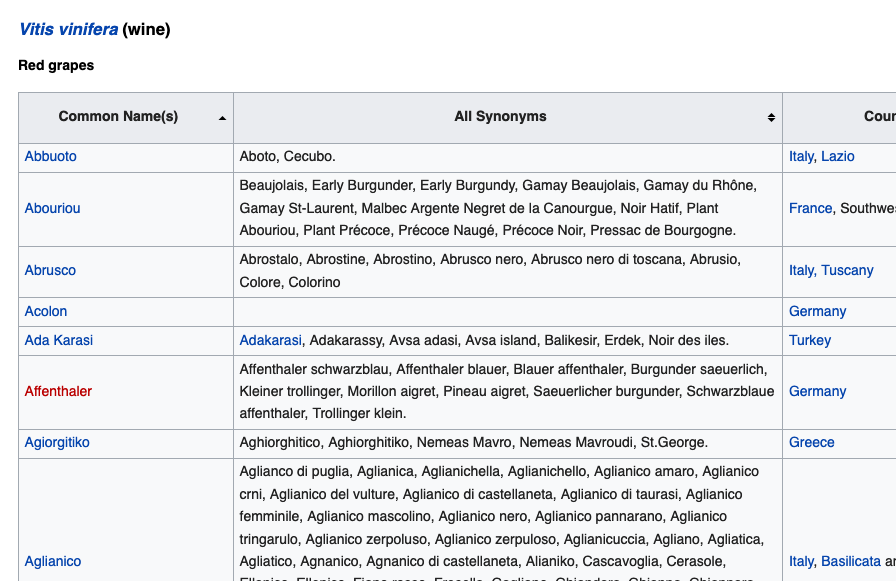 Vitis vinifera (wine)
Red grapes
Common Name(s)
All Synonyms
Coun
Abbuoto
Aboto, Cecubo.
Italy, Lazio
Abouriou
Beaujolais, Early Burgunder, Early Burgundy, Gamay Beaujolais, Gamay du Rhône,
Gamay St-Laurent, Malbec Argente Negret de la Canourgue, Noir Hatif, Plant
Abouriou, Plant Précoce, Précoce Naugé, Précoce Noir, Pressac de Bourgogne.
France, Southwe
Abrusco
Abrostalo, Abrostine, Abrostino, Abrusco nero, Abrusco nero di toscana, Abrusio,
Colore, Colorino
Italy, Tuscany
Acolon
Germany
Ada Karasi
Adakarasi, Adakarassy, Avsa adasi, Avsa island, Balikesir, Erdek, Noir des iles.
Turkey
Affenthaler
Affenthaler schwarzblau, Affenthaler blauer, Blauer affenthaler, Burgunder saeuerlich,
Kleiner trollinger, Morillon aigret, Pineau aigret, Saeuerlicher burgunder, Schwarzblaue
affenthaler, Trollinger klein.
Germany
Agiorgitiko
Aghiorghitico, Aghiorghitiko, Nemeas Mavro, Nemeas Mavroudi, St.George.
Greece
Aglianico
Aglianco di puglia, Aglianica, Aglianichella, Aglianichello, Aglianico amaro, Aglianico
crni, Aglianico del vulture, Aglianico di castellaneta, Aglianico di taurasi, Aglianico
femminile, Aglianico mascolino, Aglianico nero, Aglianico pannarano, Aglianico
tringarulo, Aglianico zerpoluso, Aglianico zerpuloso, Aglianicuccia, Agliano, Agliatica,
Agliatico, Agnanico, Agnanico di castellaneta, Alianiko, Cascavoglia, Cerasole,
Italy, Basilicata an